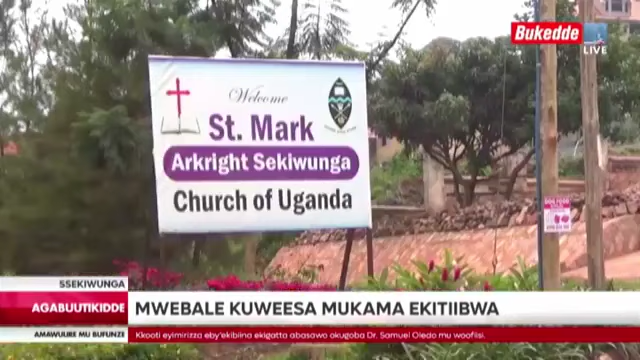 Bukedde
LIVE
Welcome
St. Mark
Arkright Sekiwunga
Church of Uganda
SSEKIWUNGA
AGABUUTIKIDDE
MWEBALE KUWEESA MUKAMA EKITIIBWA
AMAWULIRE MU BUFUNZE
Kkooti eyimirizza eby'ekibiina ekigatta abasawo okugoba Dr. Samuel Oledo mu woofiisi.